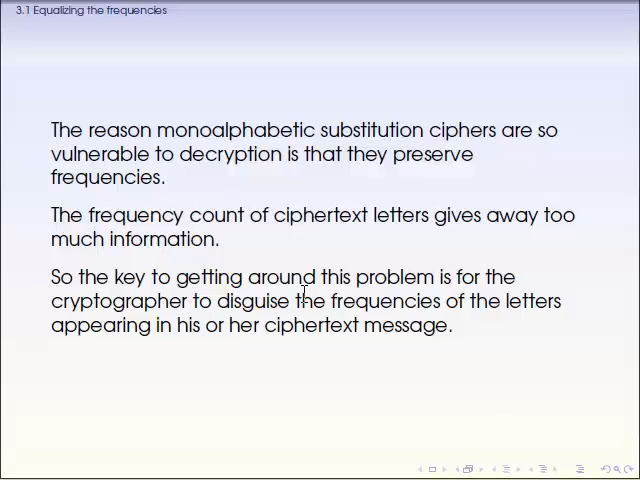 3.1 Equalizing the frequencies
The reason monoalphabetic substitution ciphers are so
vulnerable to decryption is that they preserve
frequencies.
The frequency count of ciphertext letters gives away too
much information.
So the key to getting around this problem is for the
cryptographer to disguise the frequencies of the letters
appearing in his or her ciphertext message.